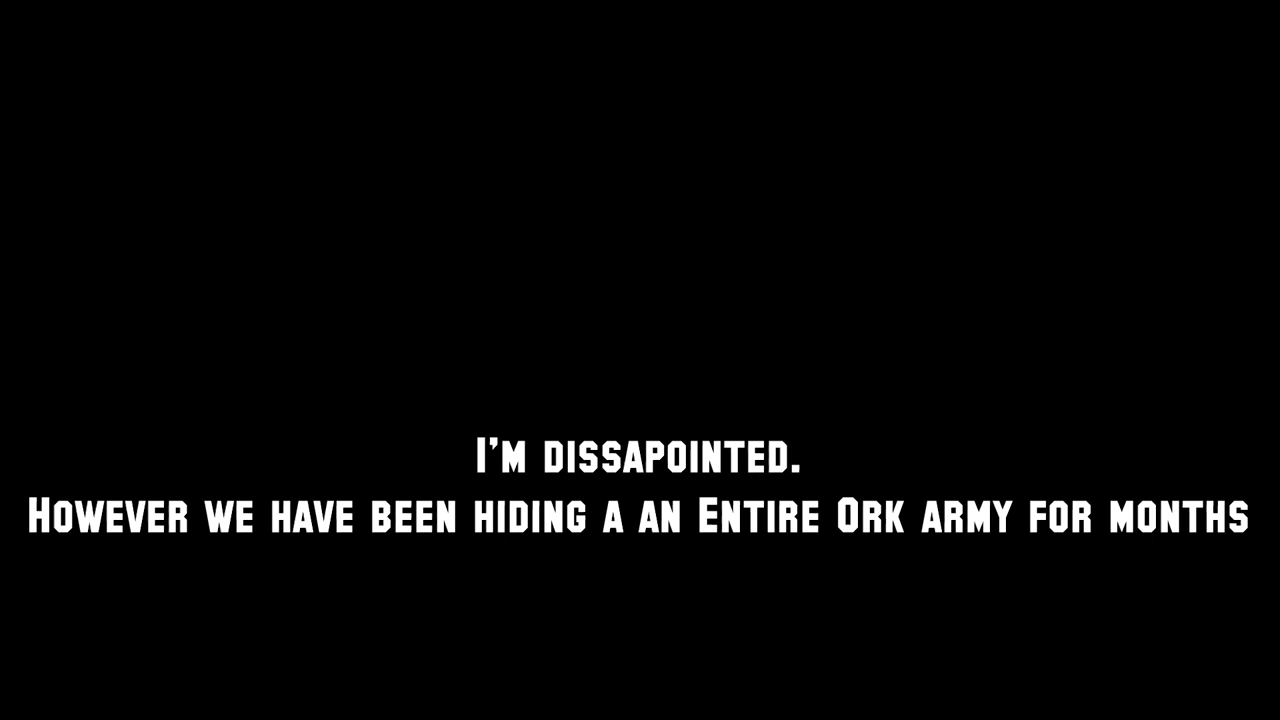 I'm dissapointed.
However we have been hiding a an Entire Ork army for months